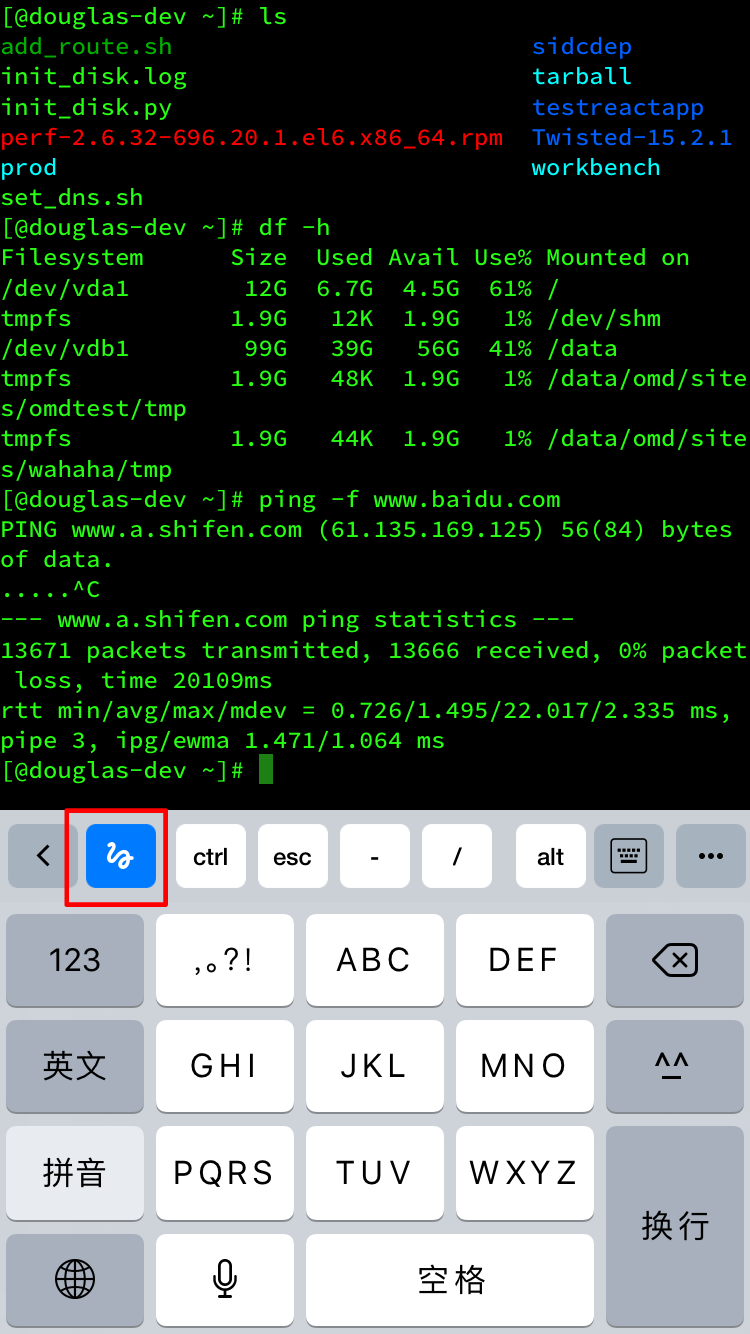 [@douglas-dev ~]# ls
add_route.sh sidcdep
init_disk.log tarball
init_disk.py testreactapp
perf-2.6.32-696.20.1.el6.x86_64.rpm Twisted-15.2.1
prod workbench
set_dns.sh
[@douglas-dev ~]# df -h
Filesystem Size Used Avail Use% Mounted on
/dev/vda1 12G 6.7G 4.5G 61% /
tmpfs 1.9G 12K 1.9G 1% /dev/shm
/dev/vdb1 99G 39G 56G 41% /data
tmpfs 1.9G 48K 1.9G 1% /data/omd/site
s/omdtest/tmp
tmpfs 1.9G 44K 1.9G 1% /data/omd/site
s/wahaha/tmp
[@douglas-dev ~]# ping -f www.baidu.com
PING www.a.shifen.com (61.135.169.125) 56(84) bytes
of data.
.....^C
--- www.a.shifen.com ping statistics ---
13671 packets transmitted, 13666 received, 0% packet
loss, time 20109ms
rtt min/avg/max/mdev = 0.726/1.495/22.017/2.335 ms,
pipe 3, ipg/ewma 1.471/1.064 ms
[@douglas-dev ~]#
ctrl esc - / alt •••
123 ,。?! ABC DEF
英文 GHI JKL MNO ^_^
拼音 PQRS TUV WXYZ 换行
空格